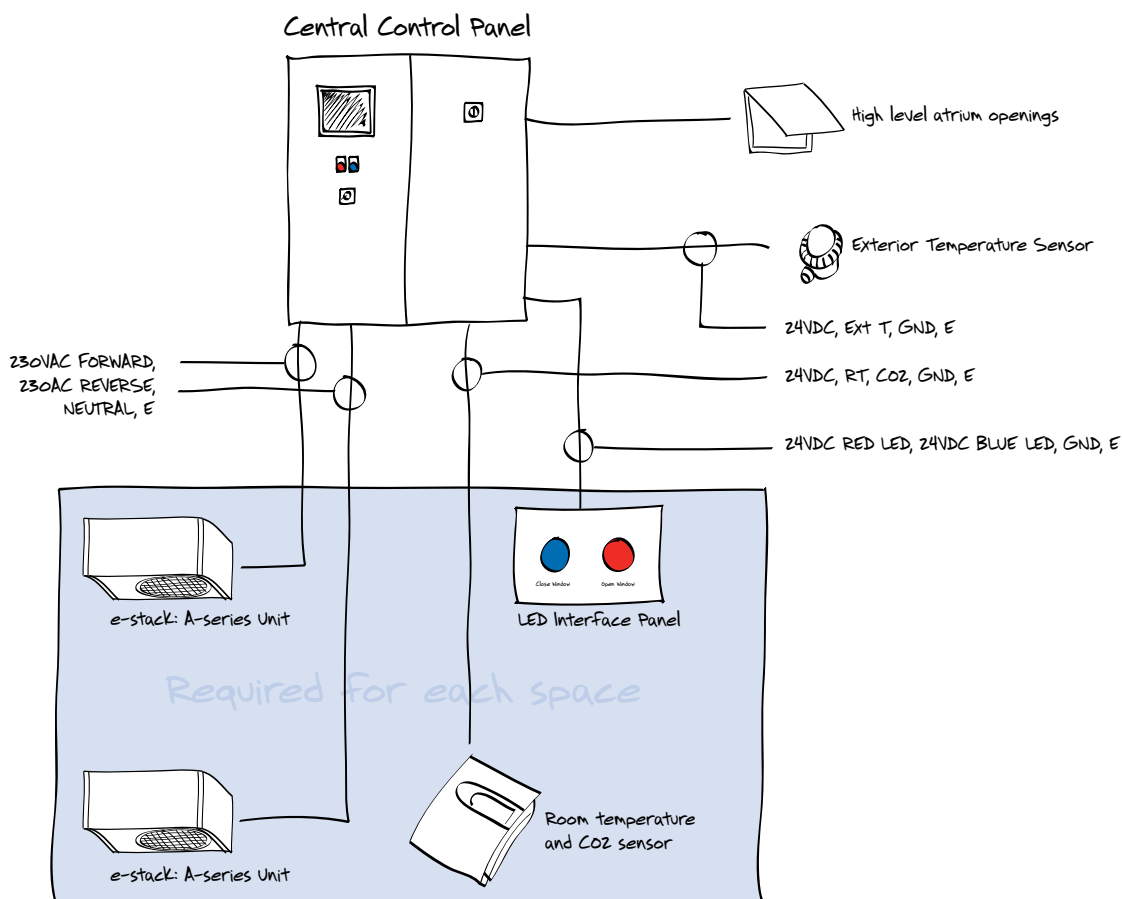 Central Control Panel
High level atrium openings
Exterior Temperature Sensor
24VDC, Ext T, GND, E
230VAC FORWARD,
230AC REVERSE,
NEUTRAL, E
24VDC, RT, CO2, GND, E
24VDC RED LED, 24VDC BLUE LED, GND, E
Close Window
Open Window
e-stack: A-series Unit
LED Interface Panel
Required for each space
Room temperature
and CO2 sensor
e-stack: A-series Unit